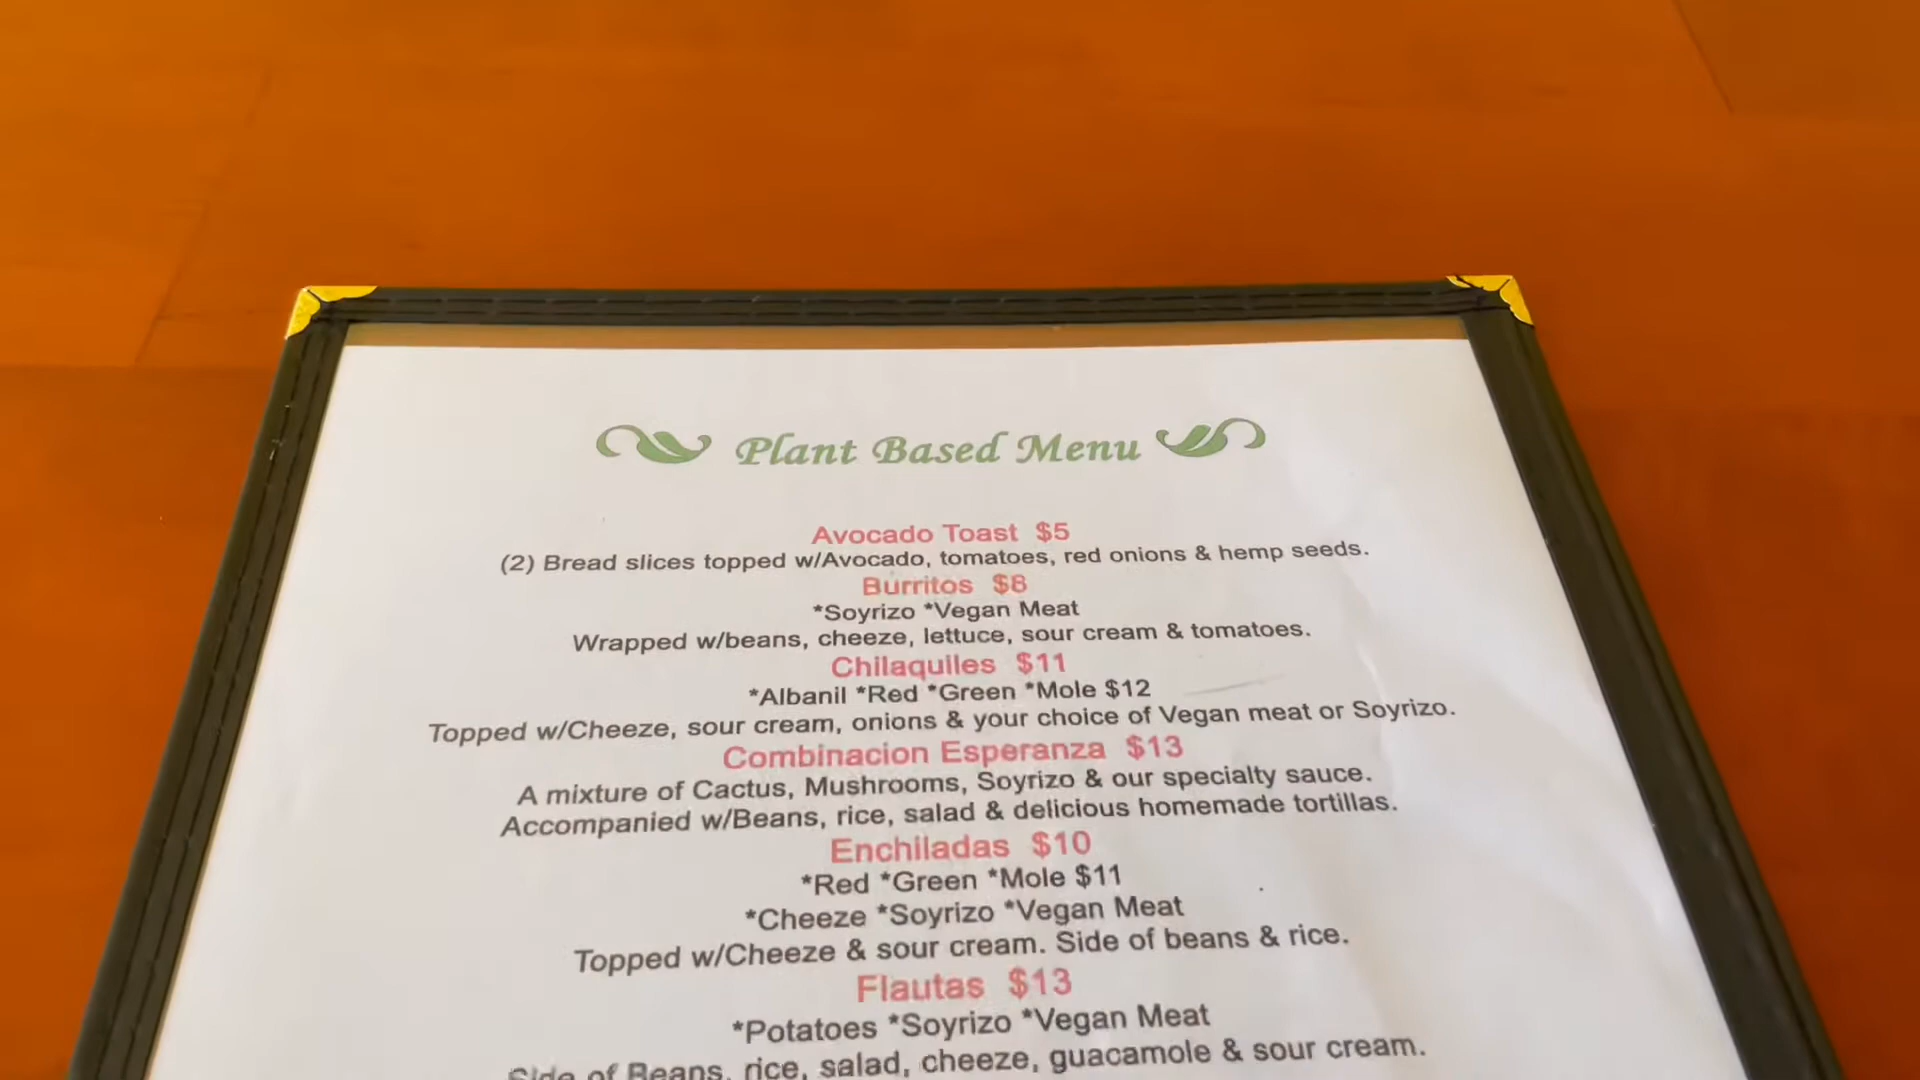 Plant Based Menu
Avocado Toast $5
(2) Bread slices topped w/Avocado, tomatoes, red onions & hemp seeds.
Burritos $8
*Soyrizo *Vegan Meat
Wrapped w/beans, cheeze, lettuce, sour cream & tomatoes.
Chilaquiles $11
*Albanil *Red *Green *Mole $12
Topped w/Cheeze, sour cream, onions & your choice of Vegan meat or Soyrizo.
Combinacion Esperanza $13
A mixture of Cactus, Mushrooms, Soyrizo & our specialty sauce.
Accompanied w/Beans, rice, salad & delicious homemade tortillas.
Enchiladas $10
*Red *Green *Mole $11
*Cheeze *Soyrizo *Vegan Meat
Topped w/Cheeze & sour cream. Side of beans & rice.
Flautas $13
*Potatoes *Soyrizo *Vegan Meat
Side of Beans, rice, salad, cheeze, guacamole & sour cream.